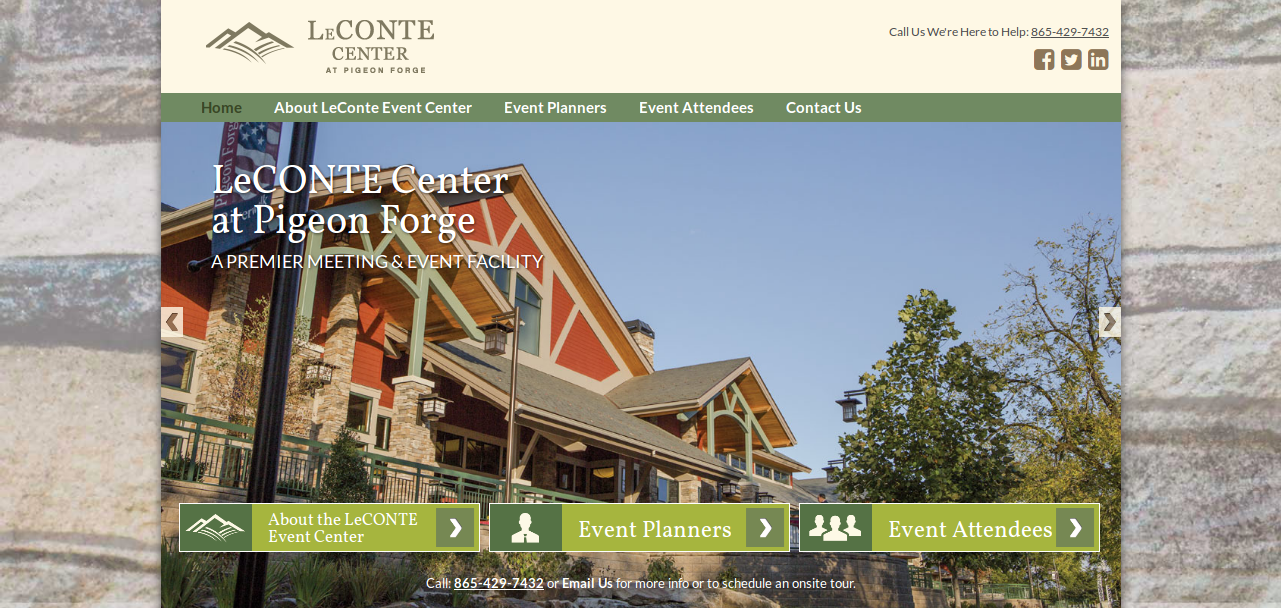 LeCONTE
CENTER
AT PIGEON FORGE
Call Us We're Here to Help: 865-429-7432
Home About LeConte Event Center Event Planners Event Attendees Contact Us
Pigeon Forge
LeCONTE Center
at Pigeon Forge
A PREMIER MEETING & EVENT FACILITY
About the LeCONTE
Event Center
Event Planners
Event Attendees
Call: 865-429-7432 or Email Us for more info or to schedule an onsite tour.